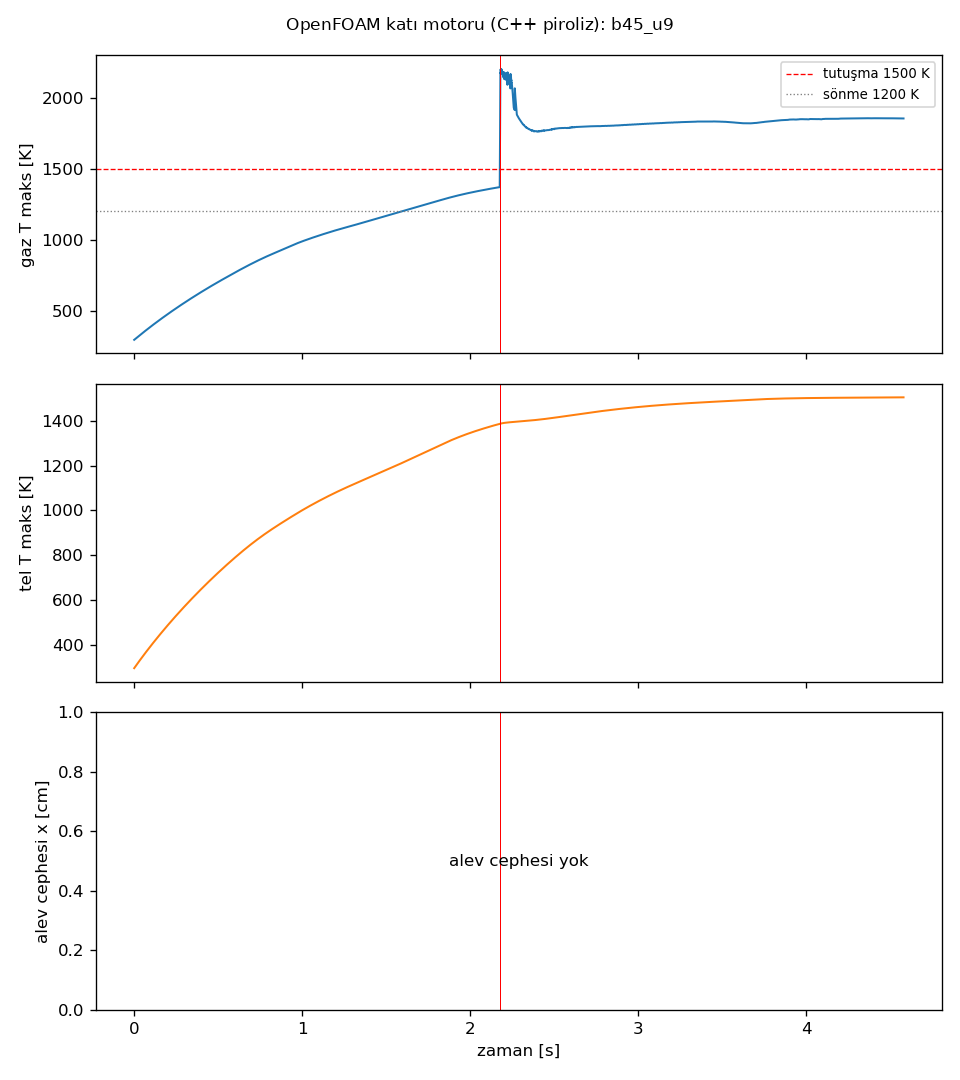 OpenFOAM katı motoru (C++ piroliz): b45_u9
gaz T maks [K]
2000
1500
1000
500
tutuşma 1500 K
sönme 1200 K
tel T maks [K]
1400
1200
1000
800
600
400
alev cephesi x [cm]
1.0
0.8
0.6
0.4
0.2
0.0
alev cephesi yok
0 1 2 3 4
zaman [s]